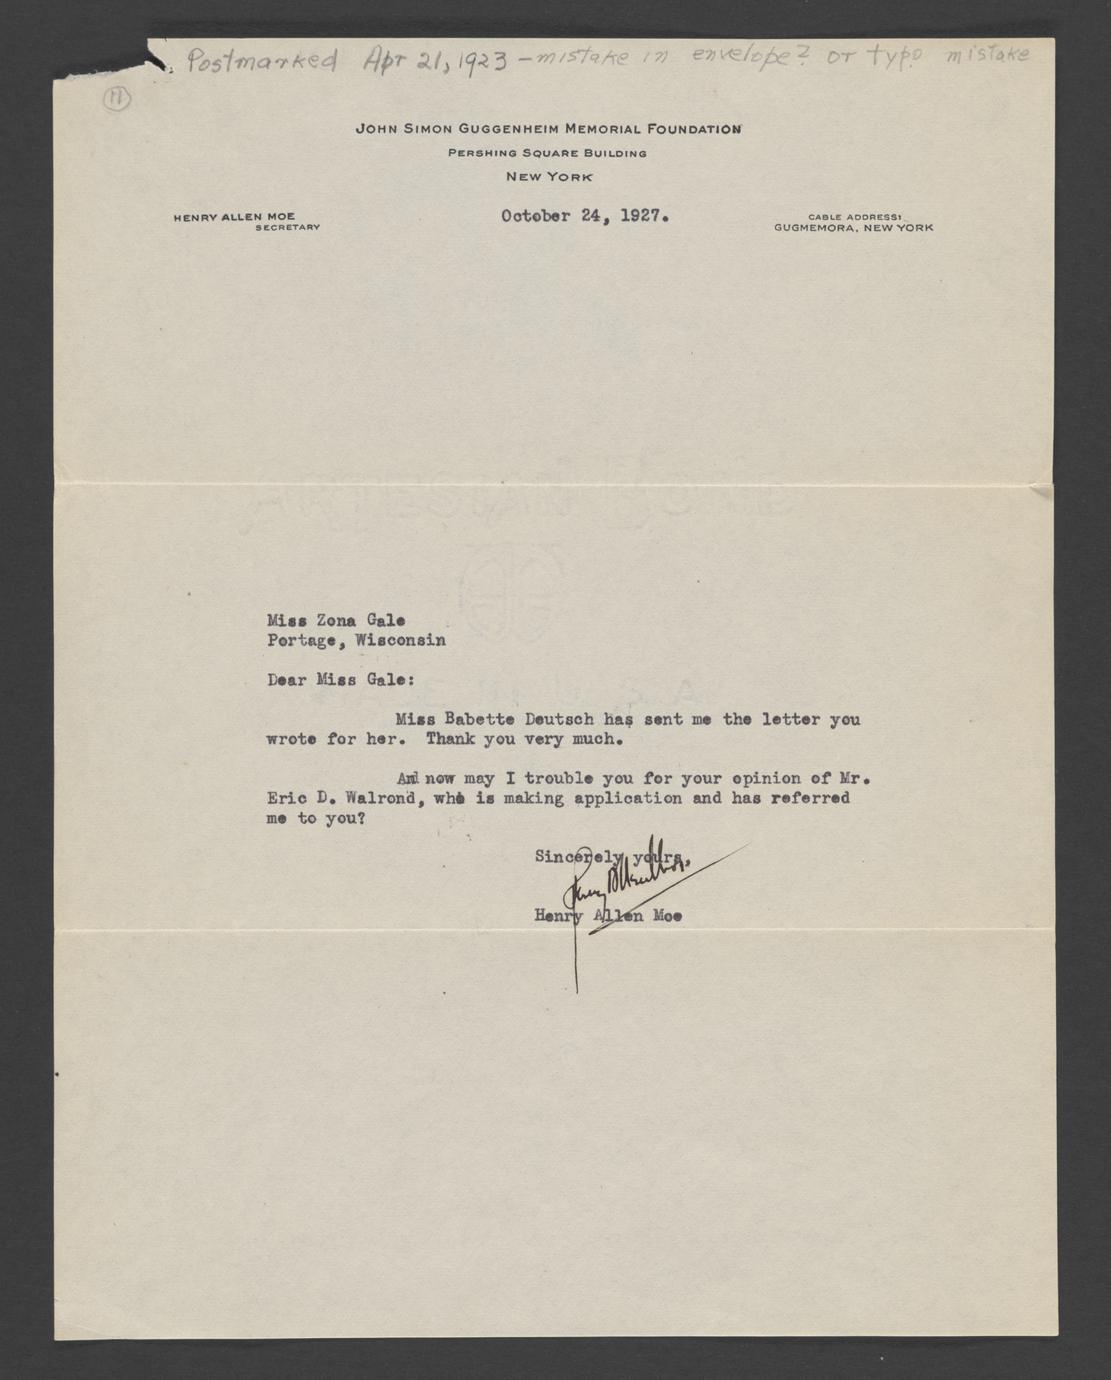 Postmarked Apr 21, 1923 – mistake in envelope? or typo mistake
11
JOHN SIMON GUGGENHEIM MEMORIAL FOUNDATION
PERSHING SQUARE BUILDING
NEW YORK
HENRY ALLEN MOE
SECRETARY
October 24, 1927.
CABLE ADDRESS:
GUGMEMORA, NEW YORK
Miss Zona Gale
Portage, Wisconsin
Dear Miss Gale:
Miss Babette Deutsch has sent me the letter you
wrote for her. Thank you very much.
And now may I trouble you for your opinion of Mr.
Eric D. Walrond, who is making application and has referred
me to you?
Sincerely yours,
Henry Allen Moe
Henry Allen Moe